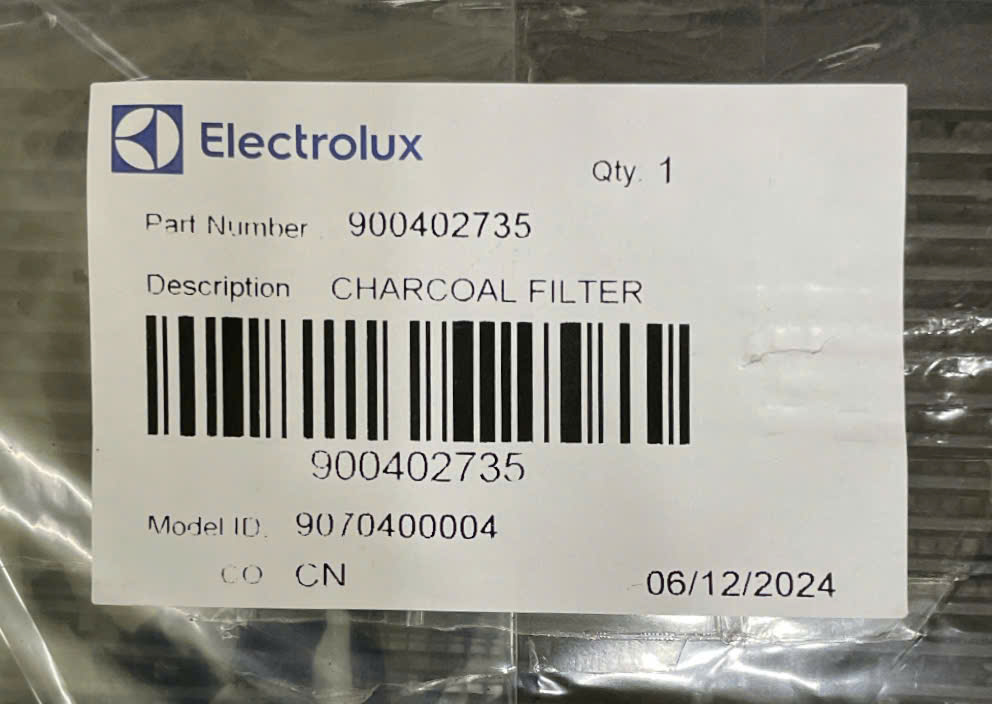 Electrolux
Qty. 1
Part Number 900402735
Description CHARCOAL FILTER
900402735
Model ID. 9070400004
CO CN
06/12/2024